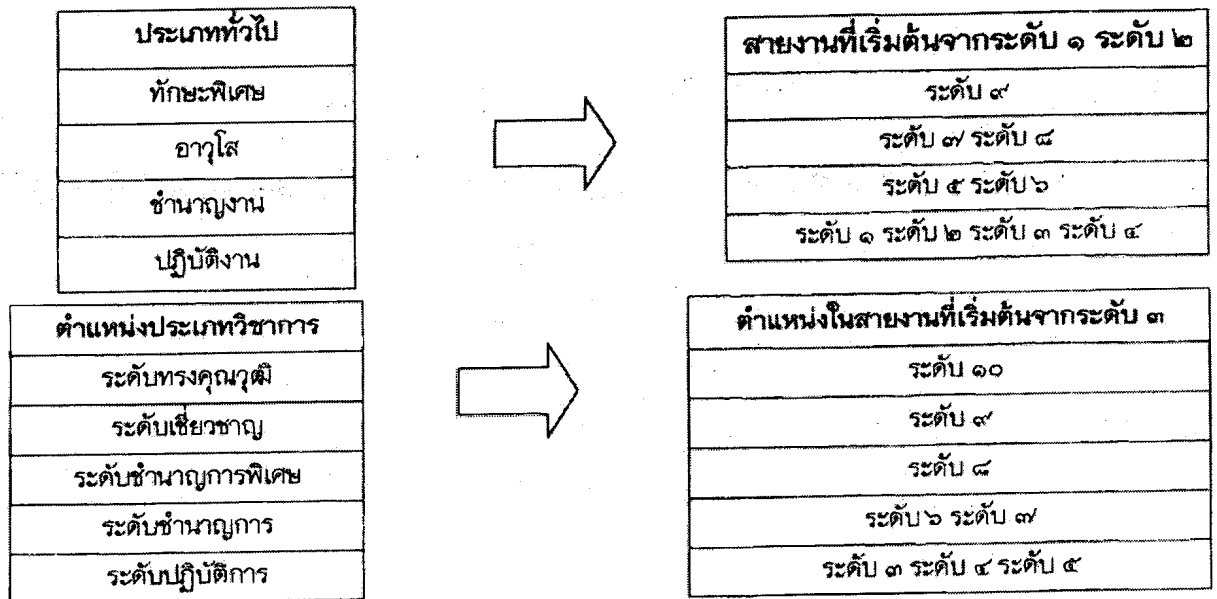 ประเภททั่วไป
ทักษะพิเศษ
อาวุโส
ชำนาญงาน
ปฏิบัติงาน
สายงานที่เริ่มต้นจากระดับ ๑ ระดับ ๒
ระดับ ๙
ระดับ ๗ ระดับ ๘
ระดับ ๕ ระดับ ๖
ระดับ ๑ ระดับ ๒ ระดับ ๓ ระดับ ๔
ตำแหน่งประเภทวิชาการ
ระดับทรงคุณวุฒิ
ระดับเชี่ยวชาญ
ระดับชำนาญการพิเศษ
ระดับชำนาญการ
ระดับปฏิบัติการ
ตำแหน่งในสายงานที่เริ่มต้นจากระดับ ๓
ระดับ ๑๐
ระดับ ๙
ระดับ ๘
ระดับ ๖ ระดับ ๗
ระดับ ๓ ระดับ ๔ ระดับ ๕